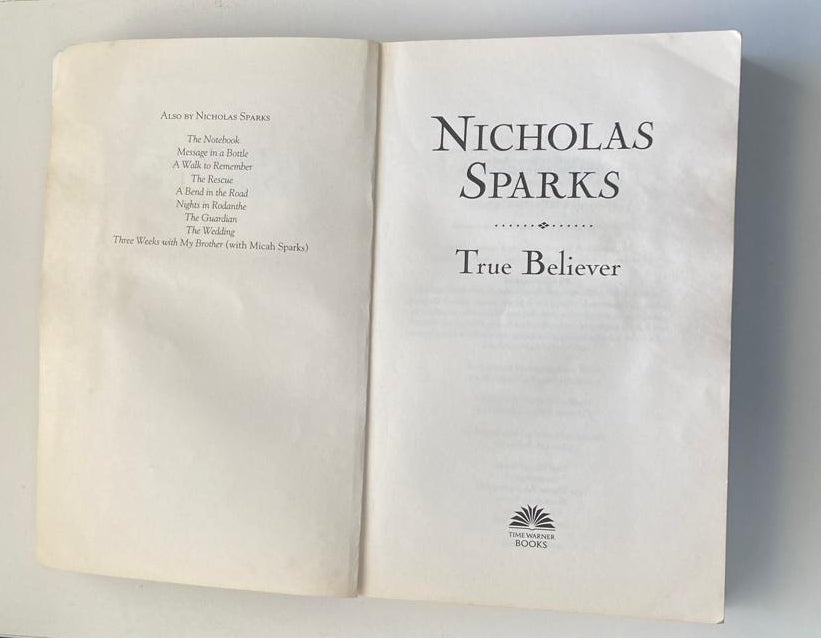 ALSO BY NICHOLAS SPARKS
The Notebook
Message in a Bottle
A Walk to Remember
The Rescue
A Bend in the Road
Nights in Rodanthe
The Guardian
The Wedding
Three Weeks with My Brother (with Micah Sparks)
NICHOLAS
SPARKS
True Believer
TIME WARNER
BOOKS